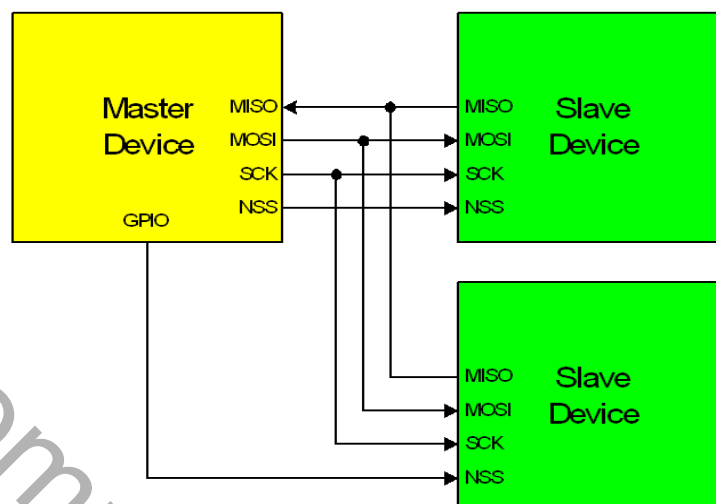 Master
Device
MISO
MOSI
SCK
NSS
GPIO
MISO
MOSI
SCK
NSS
Slave
Device
MISO
MOSI
SCK
NSS
Slave
Device